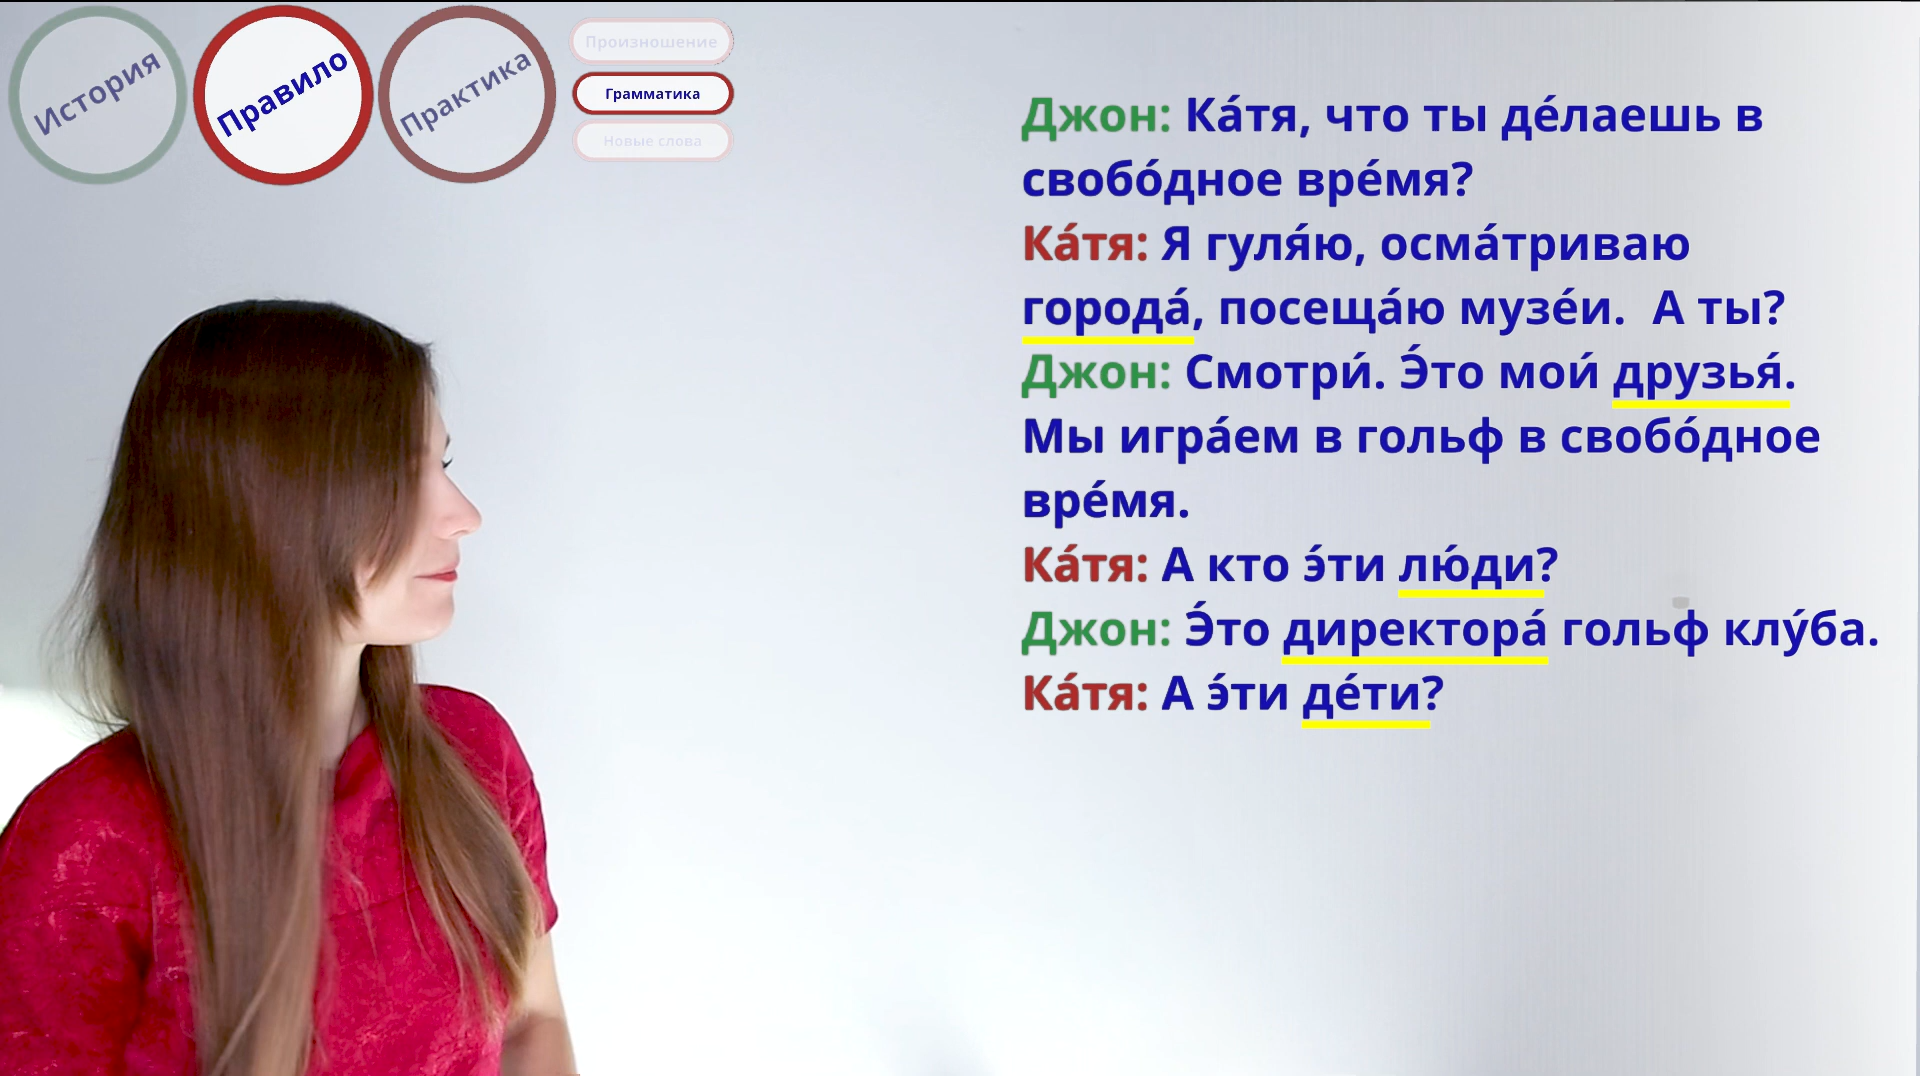 История
Правило
Практика
Произношение
Грамматика
Новые слова
Джон: Ка́тя, что ты де́лаешь в
свобо́дное вре́мя?
Ка́тя: Я гуля́ю, осма́триваю
города́, посеща́ю музе́и. А ты?
Джон: Смотри́. Э́то мои́ друзья́.
Мы игра́ем в гольф в свобо́дное
вре́мя.
Ка́тя: А кто э́ти лю́ди?
Джон: Э́то директора́ гольф клу́ба.
Ка́тя: А э́ти де́ти?